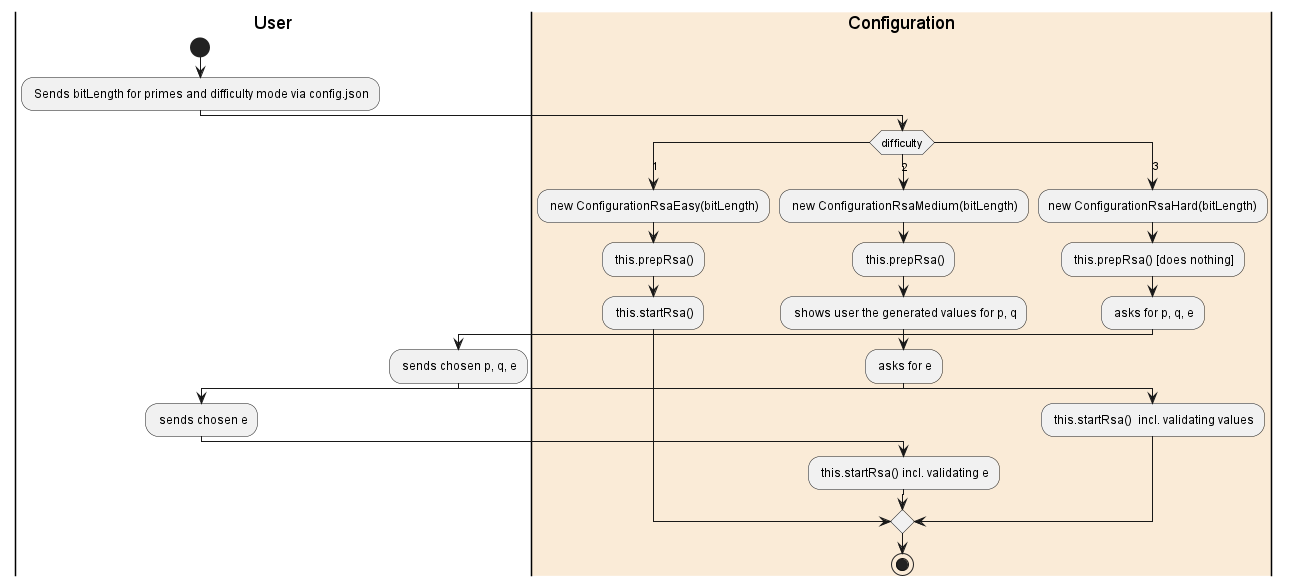 User
Configuration
Sends bitLength for primes and difficulty mode via config.json
difficulty
1
2
3
new ConfigurationRsaEasy(bitLength)
new ConfigurationRsaMedium(bitLength)
new ConfigurationRsaHard(bitLength)
this.prepRsa()
this.prepRsa()
this.prepRsa() [does nothing]
this.startRsa()
shows user the generated values for p, q
asks for p, q, e
sends chosen p, q, e
asks for e
sends chosen e
this.startRsa()  incl. validating values
this.startRsa() incl. validating e